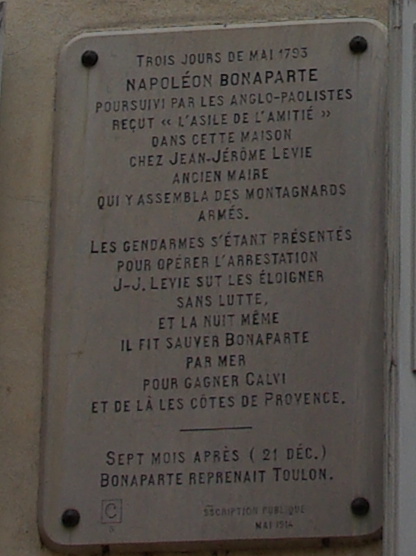 TROIS JOURS DE MAI 1793
NAPOLÉON BONAPARTE
POURSUIVI PAR LES ANGLO-PAOLISTES
REÇUT « L'ASILE DE L'AMITIÉ »
DANS CETTE MAISON
CHEZ JEAN-JÉRÔME LEVIE
ANCIEN MAIRE
QUI Y ASSEMBLA DES MONTAGNARDS
ARMÉS.
LES GENDARMES S'ÉTANT PRÉSENTÉS
POUR OPÉRER L'ARRESTATION
J-J. LEVIE SUT LES ÉLOIGNER
SANS LUTTE,
ET LA NUIT MÊME
IL FIT SAUVER BONAPARTE
PAR MER
POUR GAGNER CALVI
ET DE LÀ LES CÔTES DE PROVENCE.
SEPT MOIS APRÈS ( 21 DÉC.)
BONAPARTE REPRENAIT TOULON.
C
SSCRIPTION PUBLIQUE
MAI 1914